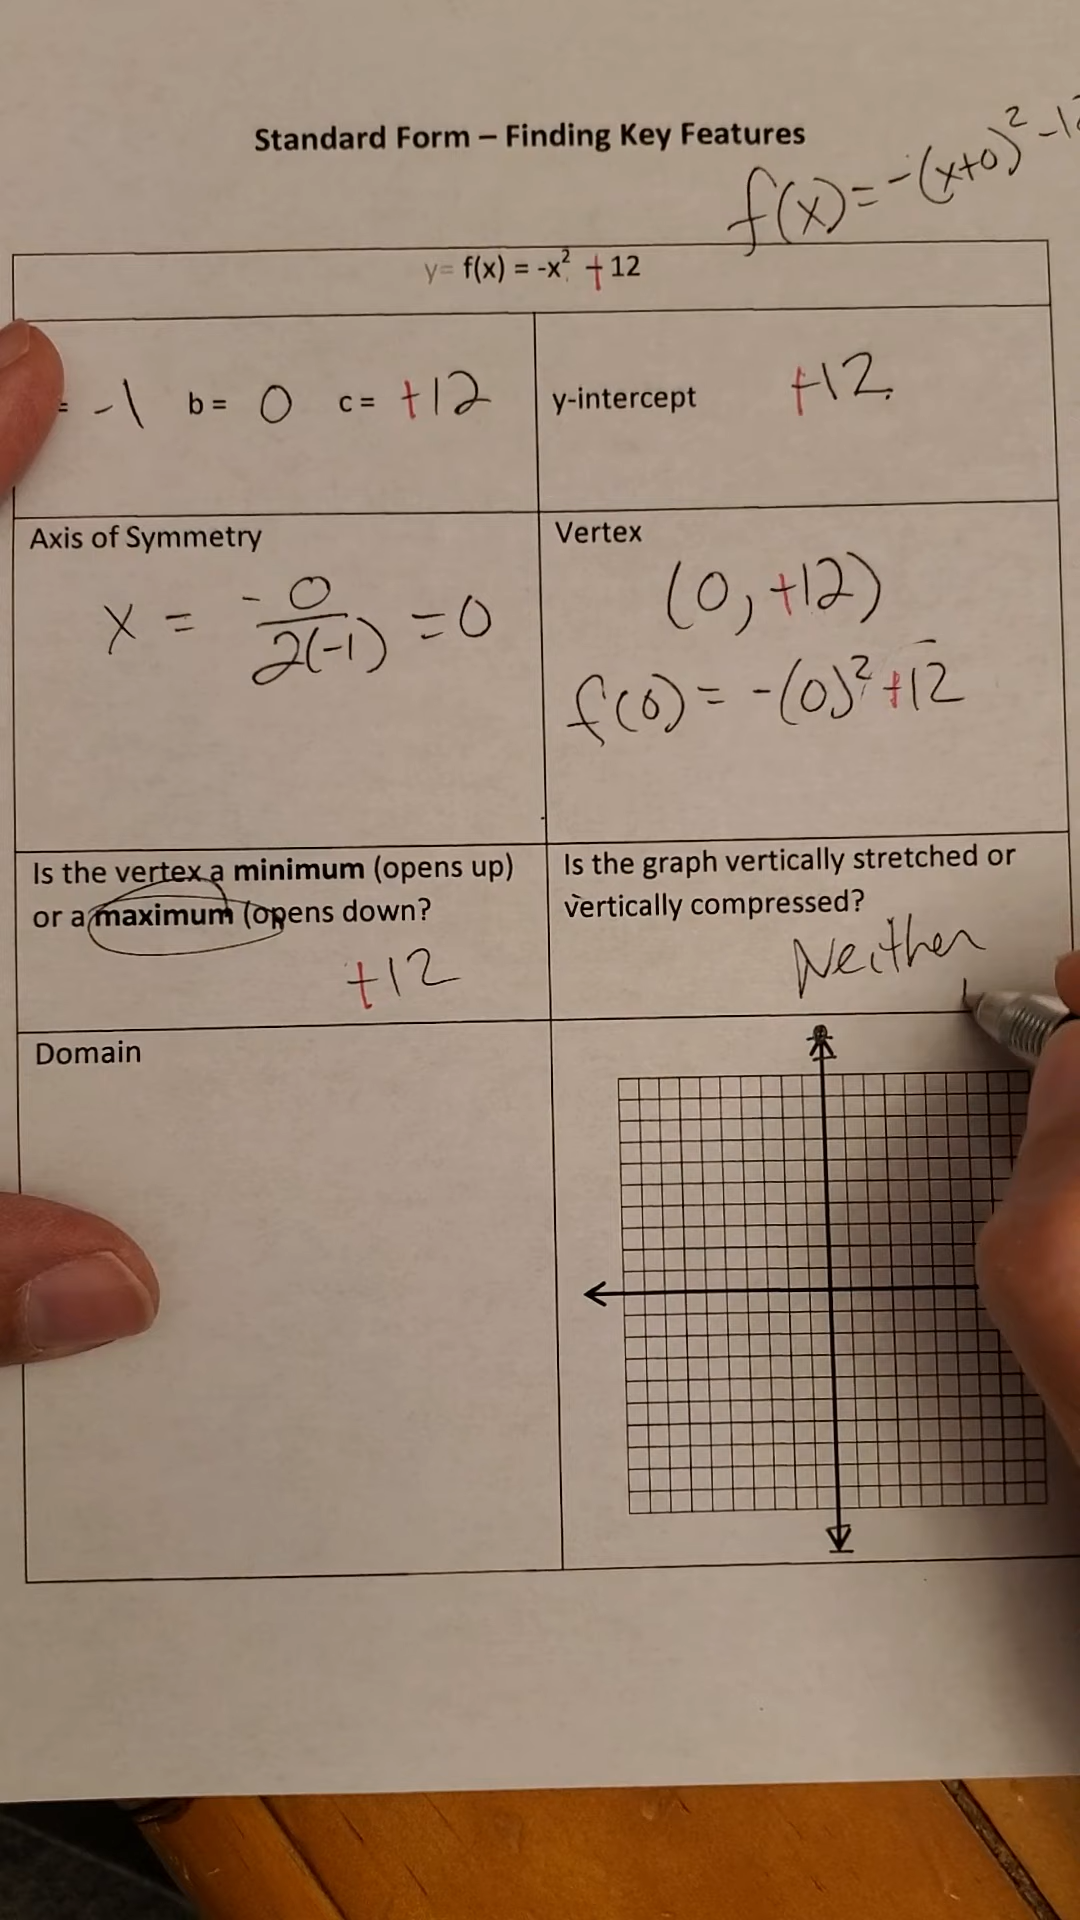 Standard Form – Finding Key Features
f(x) = -(x+0)² -12
y= f(x) = -x² +12
= -1 b = 0 c = +12
y-intercept +12
Axis of Symmetry
x = -0/2(-1) = 0
Vertex
(0, +12)
f(0) = -(0)² +12
Is the vertex a minimum (opens up)
or a maximum (opens down?
+12
Is the graph vertically stretched or
vertically compressed?
Neither
Domain